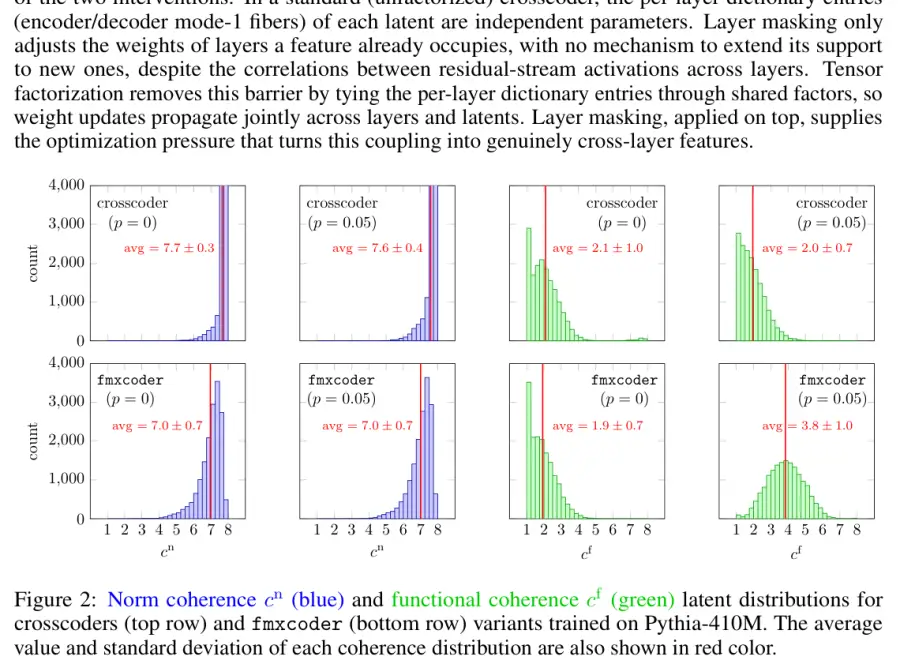 of the two interventions. In a standard (unfactorized) crosscoder, the per-layer dictionary entries
(encoder/decoder mode-1 fibers) of each latent are independent parameters. Layer masking only
adjusts the weights of layers a feature already occupies, with no mechanism to extend its support
to new ones, despite the correlations between residual-stream activations across layers. Tensor
factorization removes this barrier by tying the per-layer dictionary entries through shared factors, so
weight updates propagate jointly across layers and latents. Layer masking, applied on top, supplies
the optimization pressure that turns this coupling into genuinely cross-layer features.
4,000
3,000
2,000
1,000
0
count
crosscoder
(p = 0)
avg = 7.7 ± 0.3
crosscoder
(p = 0.05)
avg = 7.6 ± 0.4
crosscoder
(p = 0)
avg = 2.1 ± 1.0
crosscoder
(p = 0.05)
avg = 2.0 ± 0.7
4,000
3,000
2,000
1,000
0
count
fmxcoder
(p = 0)
avg = 7.0 ± 0.7
1 2 3 4 5 6 7 8
cⁿ
fmxcoder
(p = 0.05)
avg = 7.0 ± 0.7
1 2 3 4 5 6 7 8
cⁿ
fmxcoder
(p = 0)
avg = 1.9 ± 0.7
1 2 3 4 5 6 7 8
cᶠ
fmxcoder
(p = 0.05)
avg = 3.8 ± 1.0
1 2 3 4 5 6 7 8
cᶠ
Figure 2: Norm coherence cⁿ (blue) and functional coherence cᶠ (green) latent distributions for
crosscoders (top row) and fmxcoder (bottom row) variants trained on Pythia-410M. The average
value and standard deviation of each coherence distribution are also shown in red color.